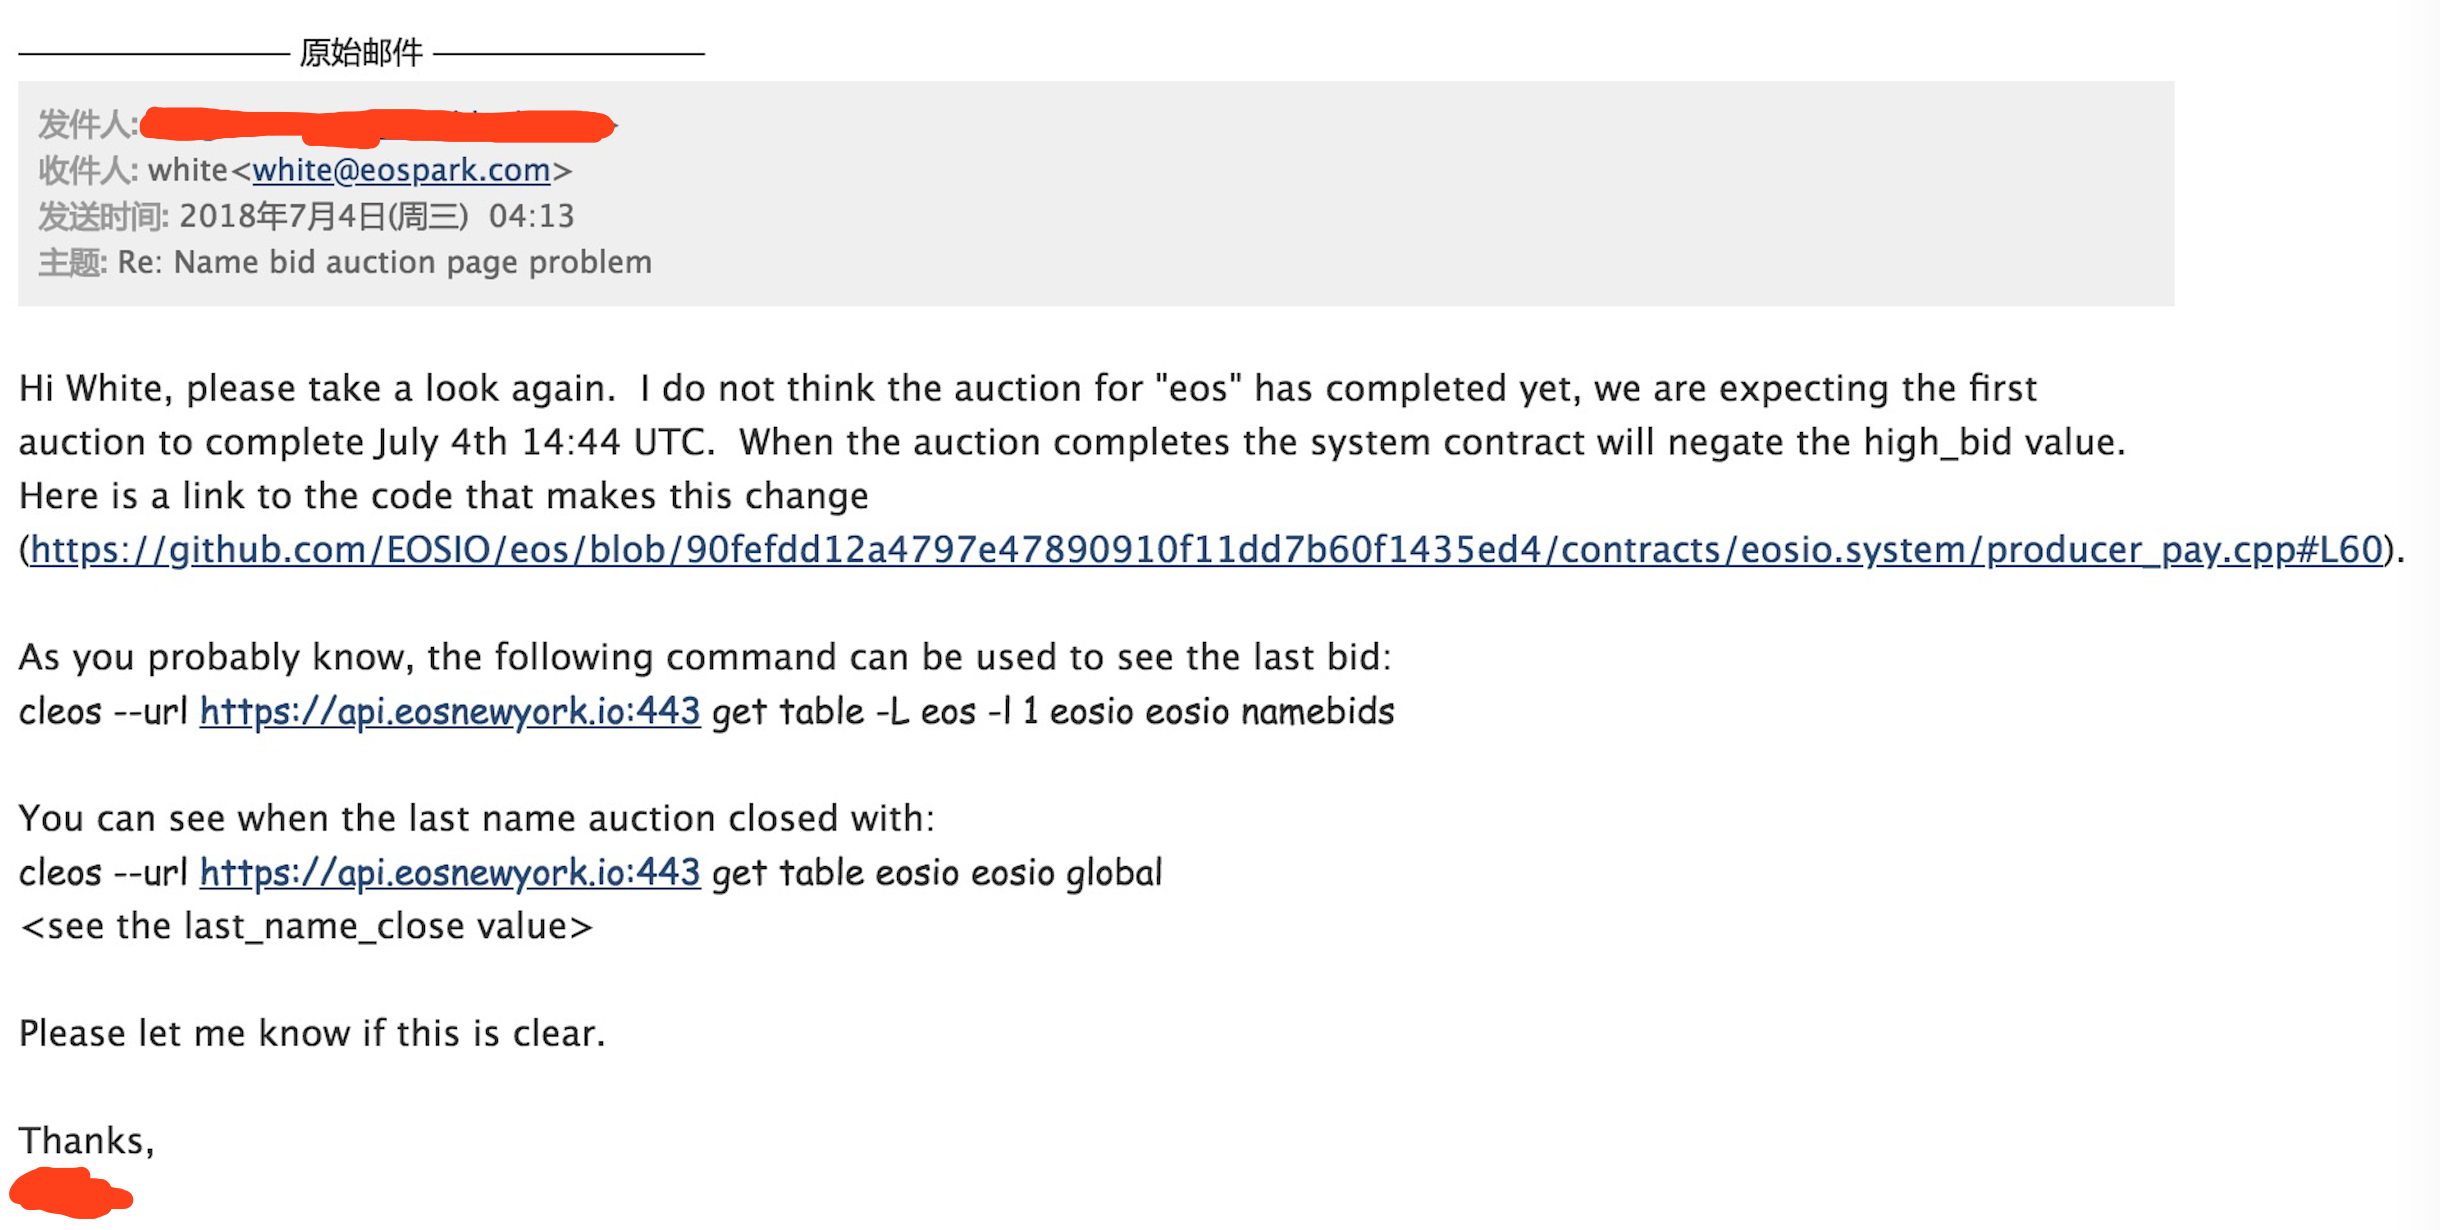 原始邮件
发件人:
收件人: white<white@eospark.com>
发送时间: 2018年7月4日(周三) 04:13
主题: Re: Name bid auction page problem
Hi White, please take a look again. I do not think the auction for "eos" has completed yet, we are expecting the first
auction to complete July 4th 14:44 UTC. When the auction completes the system contract will negate the high_bid value.
Here is a link to the code that makes this change
(https://github.com/EOSIO/eos/blob/90fefdd12a4797e47890910f11dd7b60f1435ed4/contracts/eosio.system/producer_pay.cpp#L60).
As you probably know, the following command can be used to see the last bid:
cleos --url https://api.eosnewyork.io:443 get table -L eos -l 1 eosio eosio namebids
You can see when the last name auction closed with:
cleos --url https://api.eosnewyork.io:443 get table eosio eosio global
<see the last_name_close value>
Please let me know if this is clear.
Thanks,